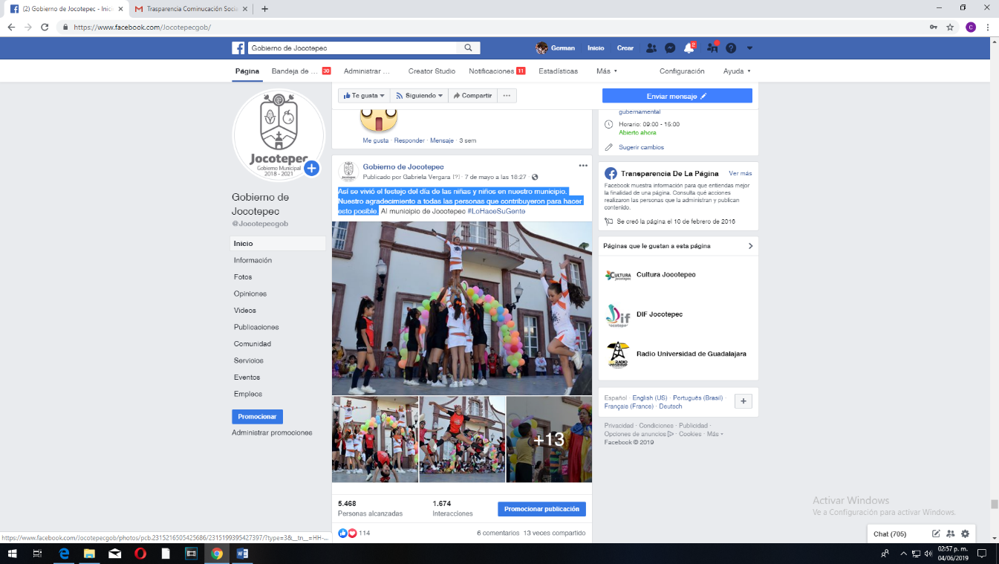 (2) Gobierno de Jocotepec - Inici
Trasparencia Cominucación Socia
https://www.facebook.com/Jocotepecgob/
C
Gobierno de Jocotepec
German
Inicio
Crear
2
Página
Bandeja de ... 30
Administrar ...
Creator Studio
Notificaciones 11
Estadísticas
Más
Configuración
Ayuda
Te gusta
Siguiendo
Compartir
Enviar mensaje
Me gusta · Responder · Mensaje · 3 sem
Jocotepec
Gobierno Municipal
2018 - 2021
Gobierno de
Jocotepec
@Jocotepecgob
Inicio
Información
Fotos
Opiniones
Videos
Publicaciones
Comunidad
Servicios
Eventos
Empleos
Promocionar
Administrar promociones
Gobierno de Jocotepec
Publicado por Gabriela Vergara [?] · 7 de mayo a las 18:27 ·
Así se vivió el festejo del día de las niñas y niños en nuestro municipio.
Nuestro agradecimiento a todas las personas que contribuyeron para hacer
esto posible. Al municipio de Jocotepec #LoHaceSuGente
+13
5.468
Personas alcanzadas
1.674
Interacciones
Promocionar publicación
114
6 comentarios
13 veces compartido
gubernamental
Horario: 09:00 - 15:00
Abierto ahora
Sugerir cambios
Transparencia De La Página
Ver más
Facebook muestra información para que entiendas mejor
la finalidad de una página. Consulta qué acciones
realizaron las personas que la administran y publican
contenido.
Se creó la página el 10 de febrero de 2016
Páginas que le gustan a esta página
CULTURA
Jocotepec
Cultura Jocotepec
Dif
DIF Jocotepec
RADIO
Radio Universidad de Guadalajara
Español · English (US) · Português (Brasil) ·
Français (France) · Deutsch
Privacidad · Condiciones · Publicidad ·
Opciones de anuncios · Cookies · Más
Facebook © 2019
Activar Windows
Ve a Configuración para activar Windows.
Chat (705)
https://www.facebook.com/Jocotepecgob/photos/pcb.2315216505425686/2315199395427397/?type=3&__tn__=HH-...
02:57 p. m.
04/06/2019